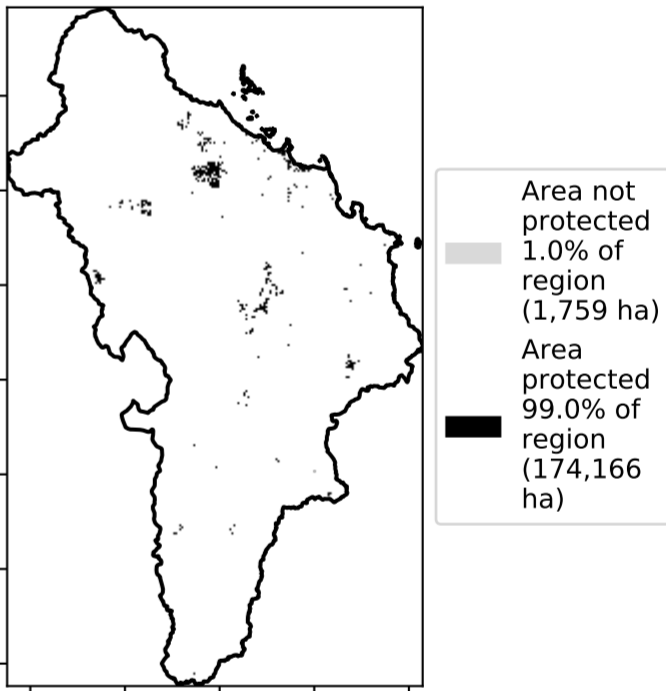 Area not
protected
1.0% of
region
(1,759 ha)
Area
protected
99.0% of
region
(174,166
ha)